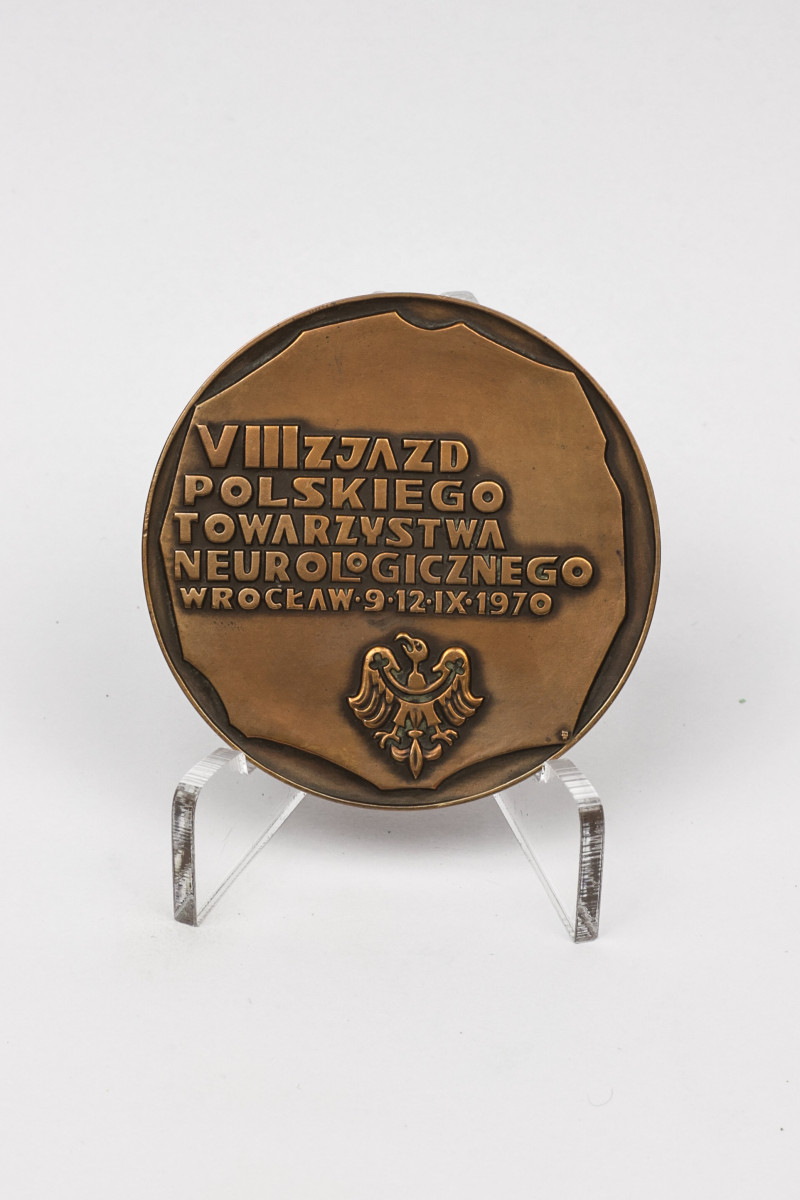 VIII ZJAZD
POLSKIEGO
TOWARZYSTWA
NEUROLOGICZNEGO
WROCŁAW·9·12·IX·1970